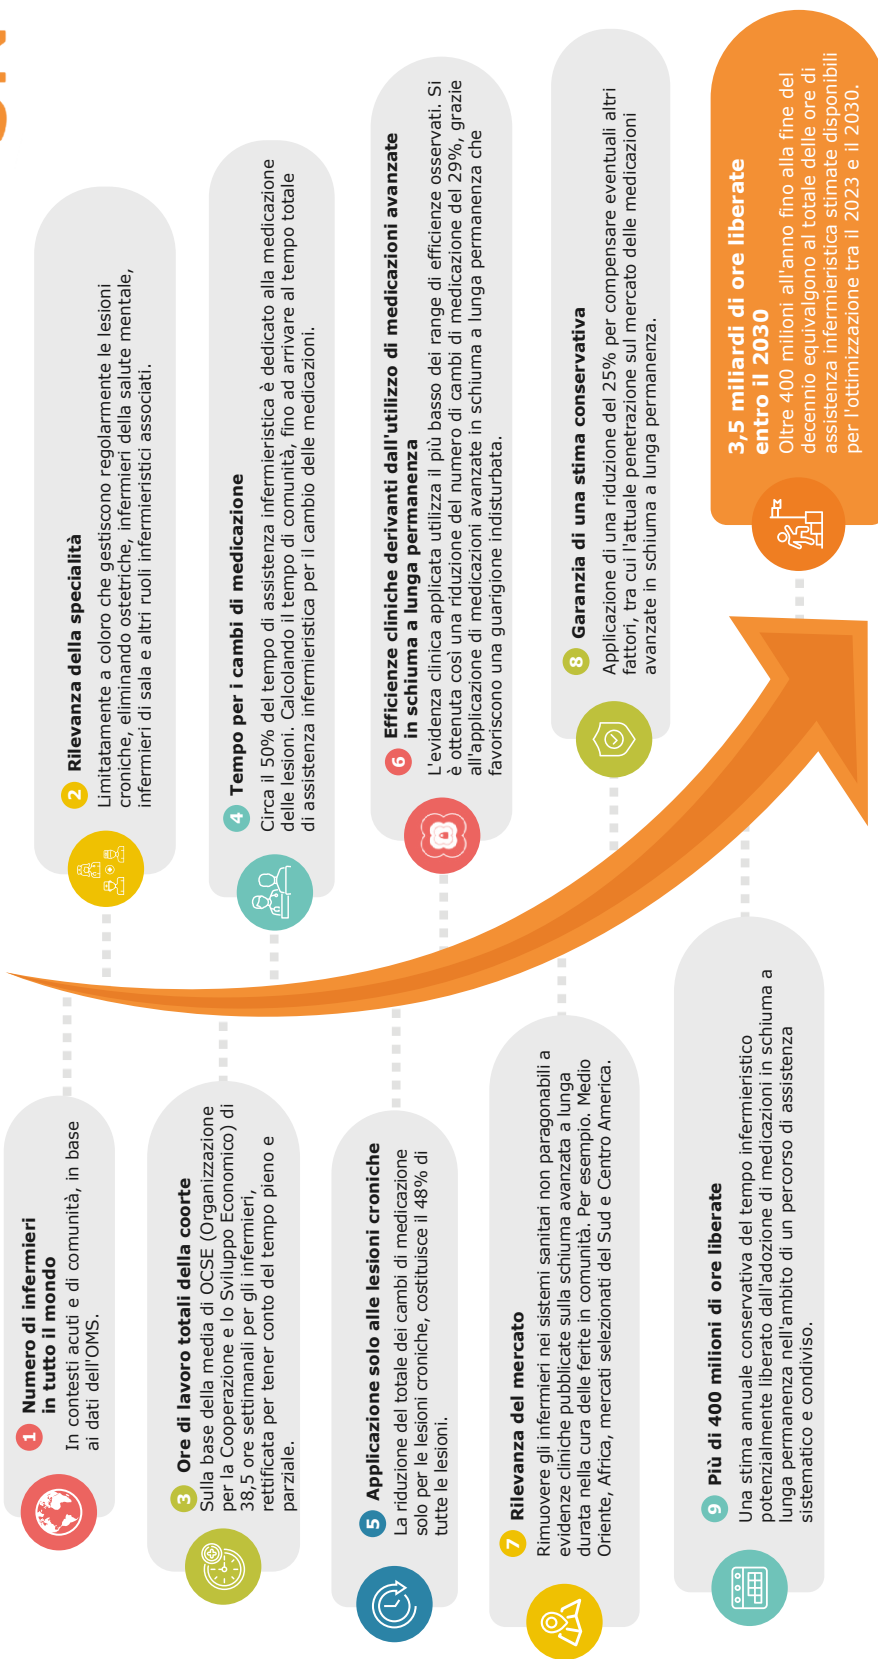 1
Numero di infermieri
in tutto il mondo
In contesti acuti e di comunità, in base
ai dati dell'OMS.
2
Rilevanza della specialità
Limitatamente a coloro che gestiscono regolarmente le lesioni
croniche, eliminando ostetriche, infermieri della salute mentale,
infermieri di sala e altri ruoli infermieristici associati.
3
Ore di lavoro totali della coorte
Sulla base della media di OCSE (Organizzazione
per la Cooperazione e lo Sviluppo Economico) di
38,5 ore settimanali per gli infermieri,
rettificata per tener conto del tempo pieno e
parziale.
4
Tempo per i cambi di medicazione
Circa il 50% del tempo di assistenza infermieristica è dedicato alla medicazione
delle lesioni. Calcolando il tempo di comunità, fino ad arrivare al tempo totale
di assistenza infermieristica per il cambio delle medicazioni.
5
Applicazione solo alle lesioni croniche
La riduzione del totale dei cambi di medicazione
solo per le lesioni croniche, costituisce il 48% di
tutte le lesioni.
6
Efficienze cliniche derivanti dall'utilizzo di medicazioni avanzate
in schiuma a lunga permanenza
L'evidenza clinica applicata utilizza il più basso dei range di efficienze osservati. Si
è ottenuta così una riduzione del numero di cambi di medicazione del 29%, grazie
all'applicazione di medicazioni avanzate in schiuma a lunga permanenza che
favoriscono una guarigione indisturbata.
7
Rilevanza del mercato
Rimuovere gli infermieri nei sistemi sanitari non paragonabili a
evidenze cliniche pubblicate sulla schiuma avanzata a lunga
durata nella cura delle ferite in comunità. Per esempio. Medio
Oriente, Africa, mercati selezionati del Sud e Centro America.
8
Garanzia di una stima conservativa
Applicazione di una riduzione del 25% per compensare eventuali altri
fattori, tra cui l'attuale penetrazione sul mercato delle medicazioni
avanzate in schiuma a lunga permanenza.
9
Più di 400 milioni di ore liberate
Una stima annuale conservativa del tempo infermieristico
potenzialmente liberato dall'adozione di medicazioni in schiuma a
lunga permanenza nell'ambito di un percorso di assistenza
sistematico e condiviso.
3,5 miliardi di ore liberate
entro il 2030
Oltre 400 milioni all'anno fino alla fine del
decennio equivalgono al totale delle ore di
assistenza infermieristica stimate disponibili
per l'ottimizzazione tra il 2023 e il 2030.